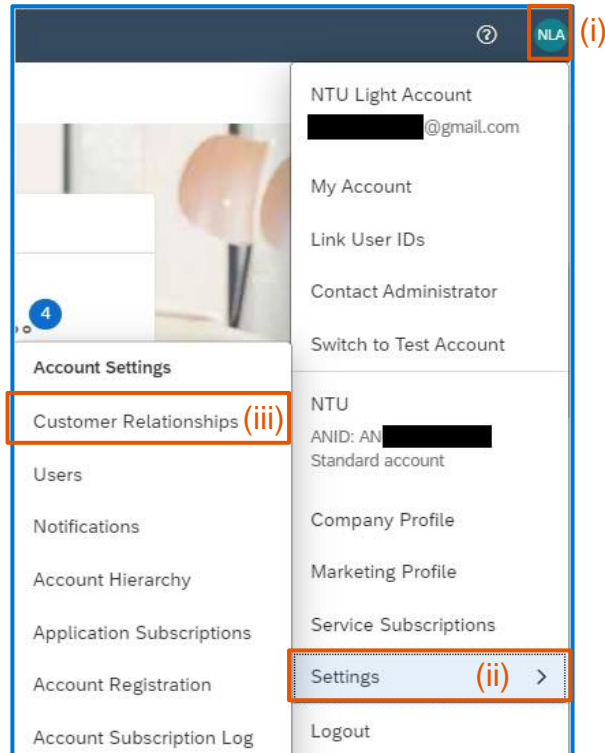 NLA (i)
NTU Light Account
@gmail.com
My Account
Link User IDs
Contact Administrator
Switch to Test Account
NTU
ANID: AN
Standard account
Company Profile
Marketing Profile
Service Subscriptions
Settings (ii) >
Logout
4
Account Settings
Customer Relationships (iii)
Users
Notifications
Account Hierarchy
Application Subscriptions
Account Registration
Account Subscription Log